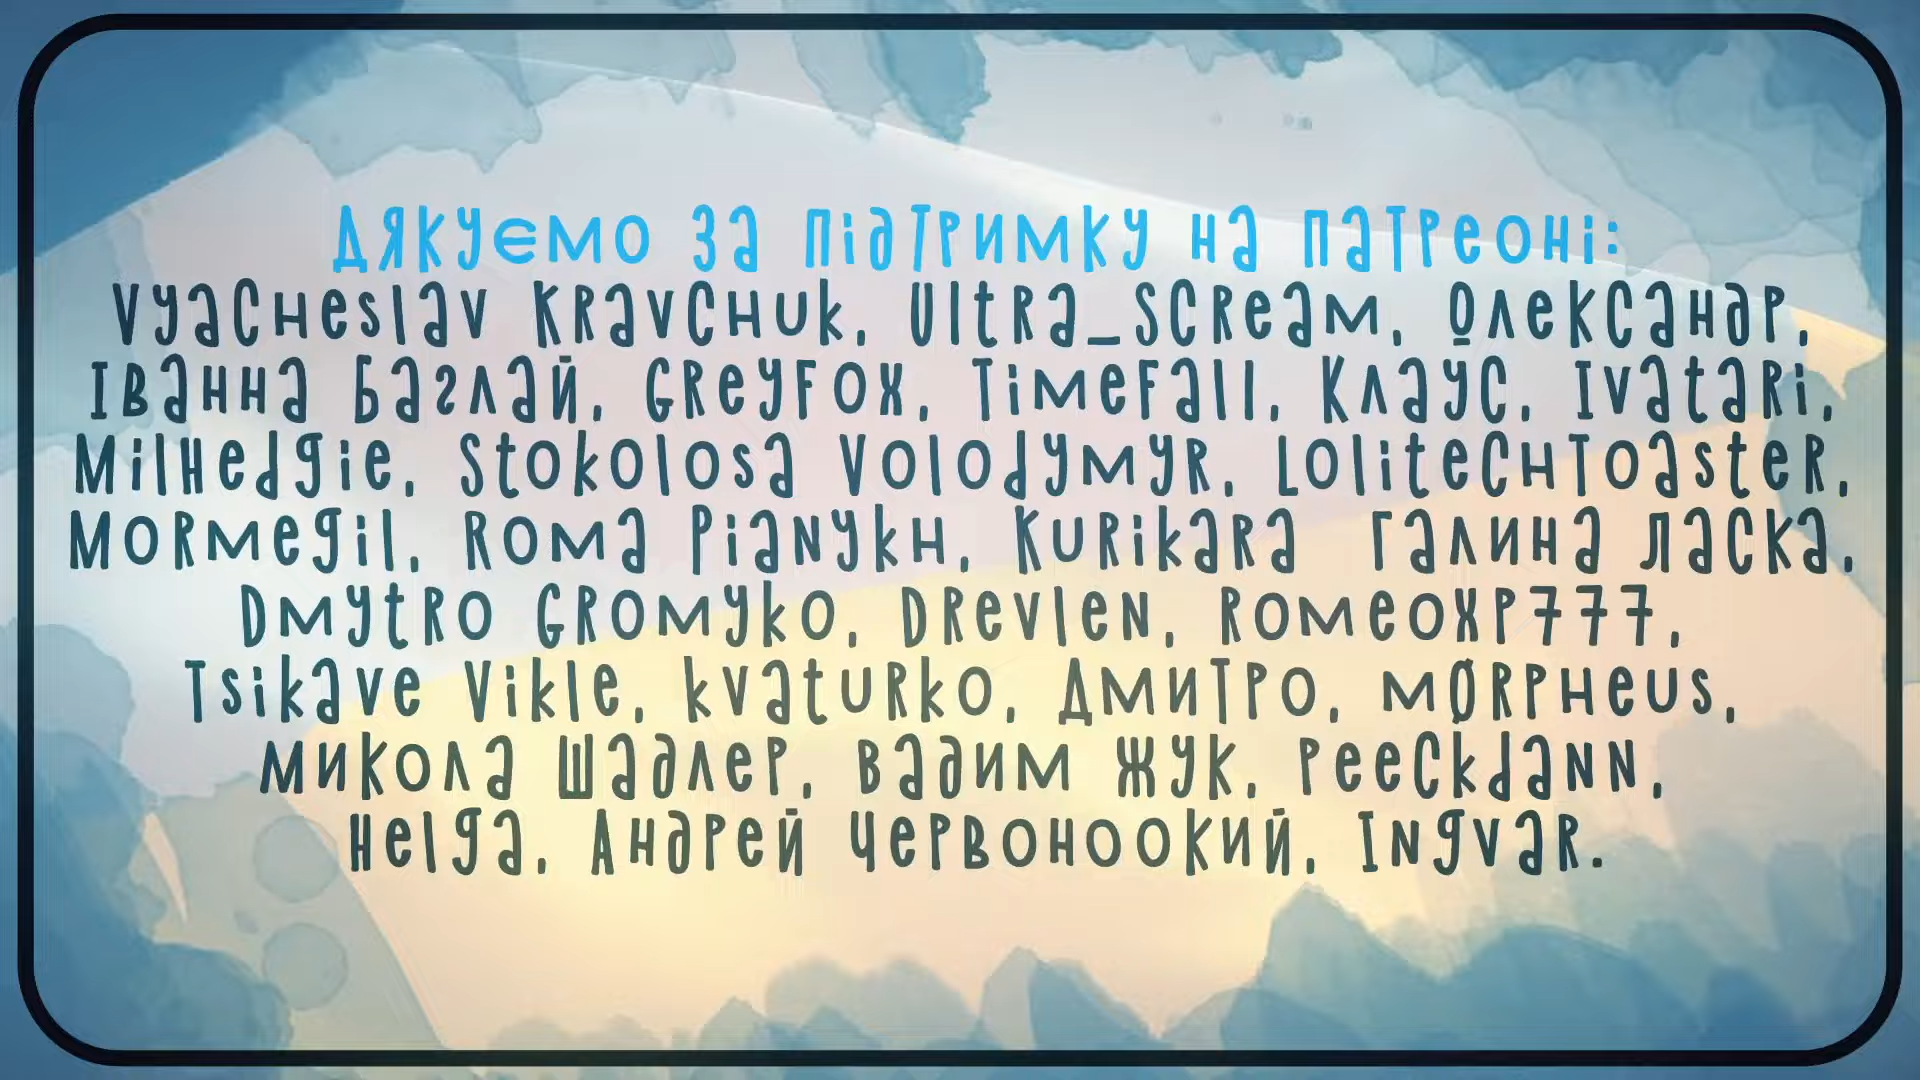 Дякуємо за підтримку на Патреоні:
Vyacheslav Kravchuk, Ultra_Scream, Олександр,
Іванна Баглай, GreyFox, TimeFall, Клаус, Ivatari,
MilHedgie, Stokolosa Volodymyr, LolitechToaster,
Mormegil, Roma Pianykh, Kurikara Галина Ласка,
Dmytro Gromyko, Drevlen, RomeoXP777,
Tsikave Vikle, kvaturko, Дмитро, mØrpheus,
Микола Шадлер, Вадим Жук, Peeckdann,
Helga, Андрей Червоноокий, Ingvar.